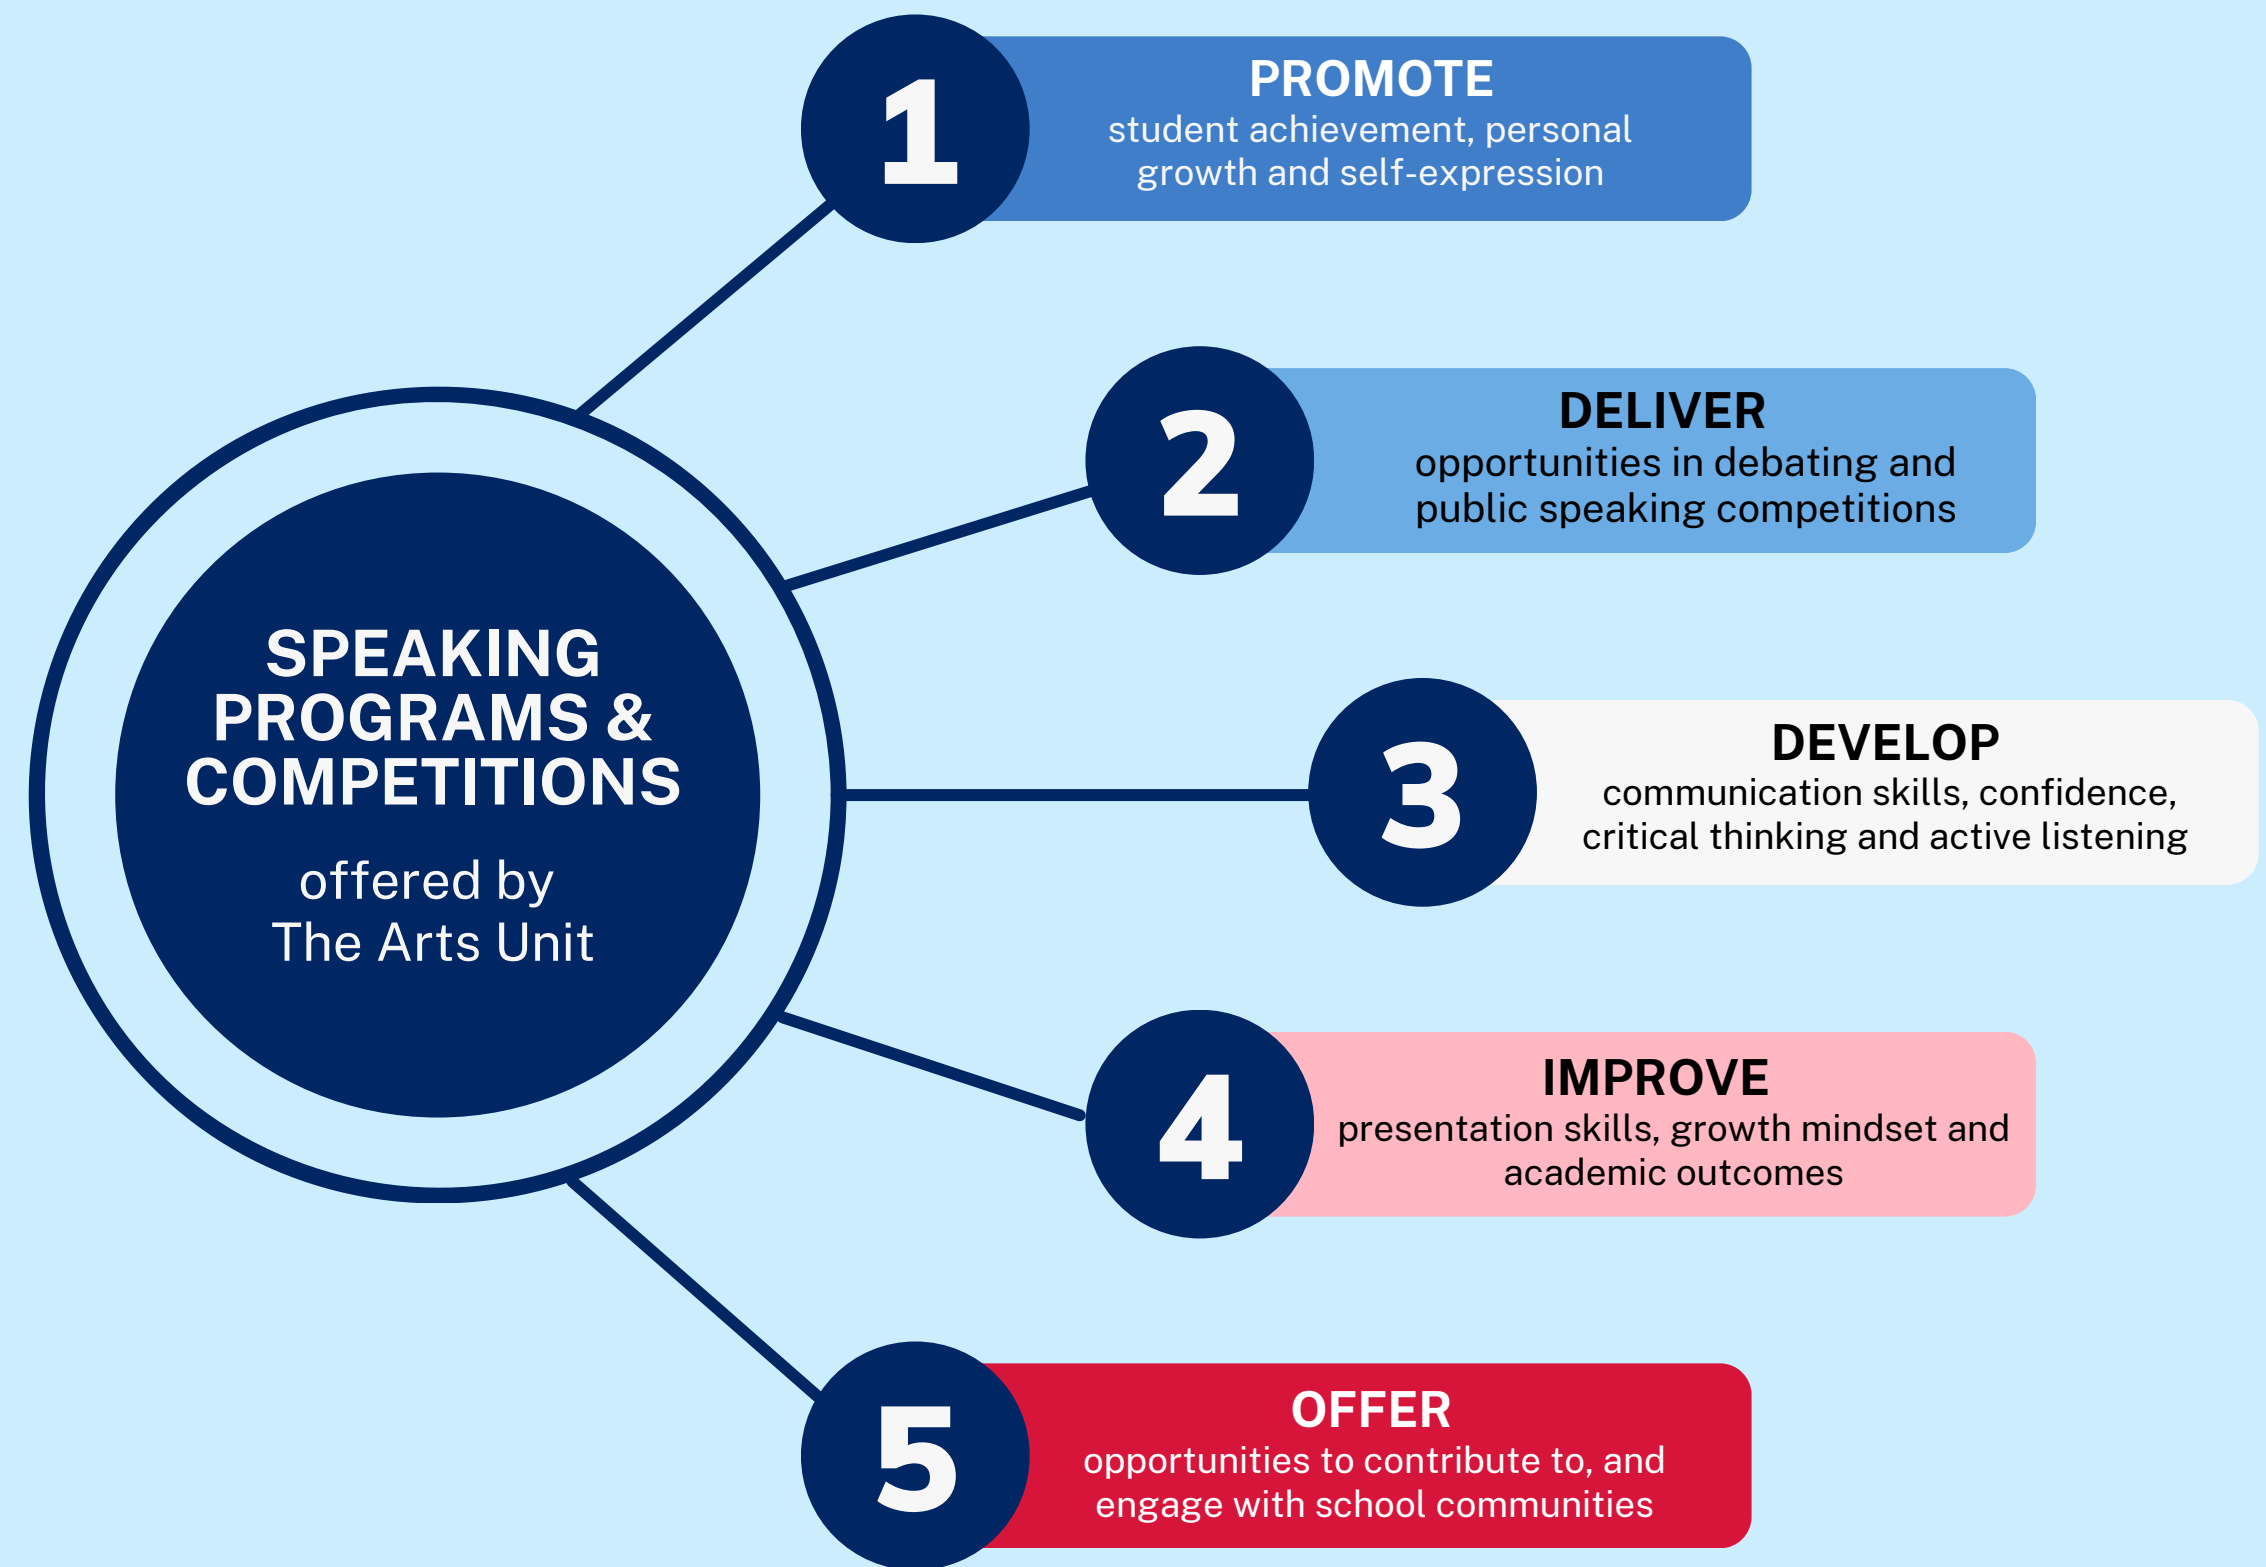 SPEAKING
PROGRAMS &
COMPETITIONS
offered by
The Arts Unit
1
PROMOTE
student achievement, personal
growth and self-expression
2
DELIVER
opportunities in debating and
public speaking competitions
3
DEVELOP
communication skills, confidence,
critical thinking and active listening
4
IMPROVE
presentation skills, growth mindset and
academic outcomes
5
OFFER
opportunities to contribute to, and
engage with school communities